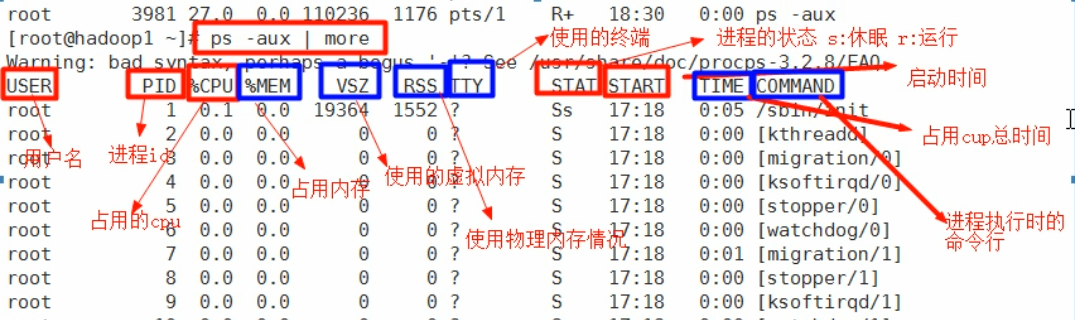 root 3981 27.0 0.0 110236 1176 pts/1 R+ 18:30 0:00 ps -aux
[root@hadoop1 ~]# ps -aux | more
使用的终端
进程的状态 s:休眠 r:运行
Warning: bad syntax, perhaps a bogus '-'? See /usr/share/doc/procps-3.2.8/FAQ
启动时间
USER PID %CPU %MEM VSZ RSS TTY STAT START TIME COMMAND
root 1 0.1 0.0 19364 1552 ? Ss 17:18 0:05 /sbin/init
root 2 0.0 0.0 0 0 ? S 17:18 0:00 [kthreadd]
占用cup总时间
用户名
进程id
root 3 0.0 0.0 0 0 ? S 17:18 0:00 [migration/0]
使用的虚拟内存
占用内存
root 4 0.0 0.0 0 0 ? S 17:18 0:00 [ksoftirqd/0]
root 5 0.0 0.0 0 0 ? S 17:18 0:00 [stopper/0]
占用的cpu
进程执行时的
命令行
root 6 0.0 0.0 0 0 ? S 17:18 0:00 [watchdog/0]
使用物理内存情况
root 7 0.0 0.0 0 0 ? S 17:18 0:01 [migration/1]
root 8 0.0 0.0 0 0 ? S 17:18 0:00 [stopper/1]
root 9 0.0 0.0 0 0 ? S 17:18 0:00 [ksoftirqd/1]